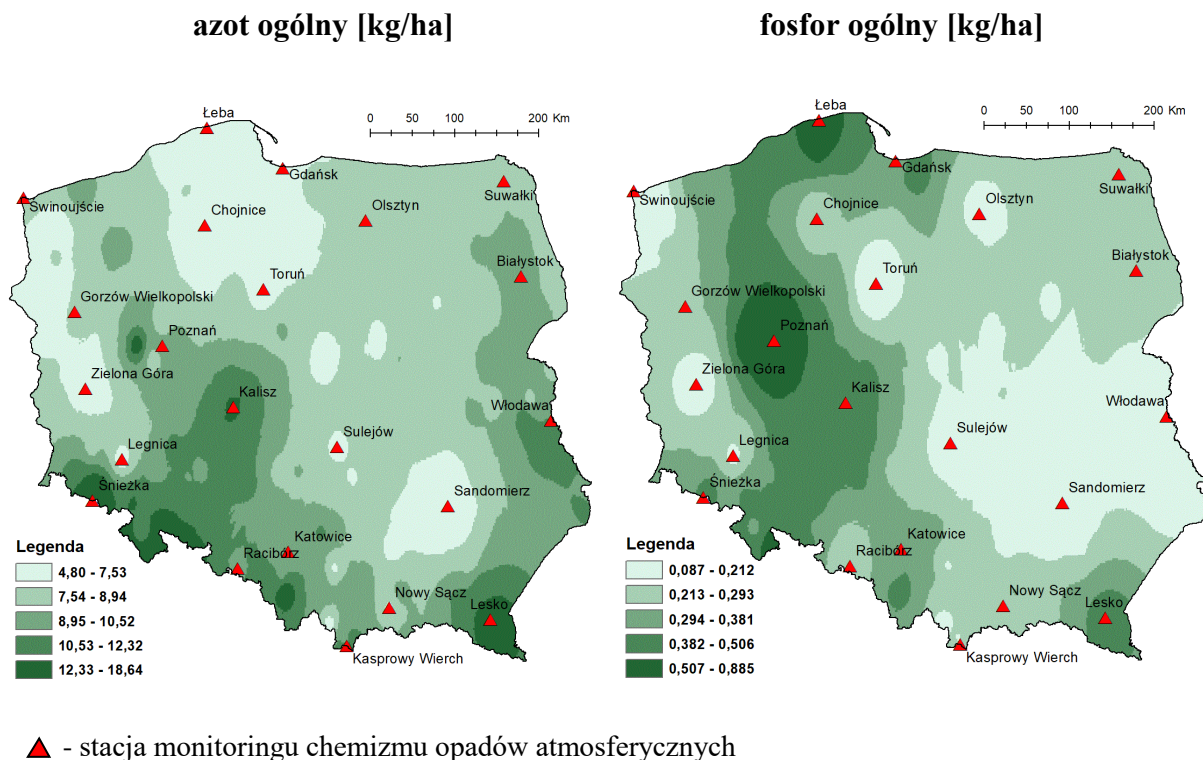 azot ogólny [kg/ha]
fosfor ogólny [kg/ha]
0 50 100 200 Km
Łeba
Gdańsk
Suwałki
Świnoujście
Chojnice
Olsztyn
Białystok
Toruń
Gorzów Wielkopolski
Poznań
Zielona Góra
Kalisz
Włodawa
Legnica
Sulejów
Śnieżka
Sandomierz
Katowice
Racibórz
Nowy Sącz
Lesko
Kasprowy Wierch
Legenda
4,80 - 7,53
7,54 - 8,94
8,95 - 10,52
10,53 - 12,32
12,33 - 18,64
0 50 100 200 Km
Łeba
Gdańsk
Suwałki
Świnoujście
Chojnice
Olsztyn
Białystok
Toruń
Gorzów Wielkopolski
Poznań
Zielona Góra
Kalisz
Włodawa
Sulejów
Legnica
Śnieżka
Sandomierz
Katowice
Racibórz
Nowy Sącz
Lesko
Kasprowy Wierch
Legenda
0,087 - 0,212
0,213 - 0,293
0,294 - 0,381
0,382 - 0,506
0,507 - 0,885
- stacja monitoringu chemizmu opadów atmosferycznych